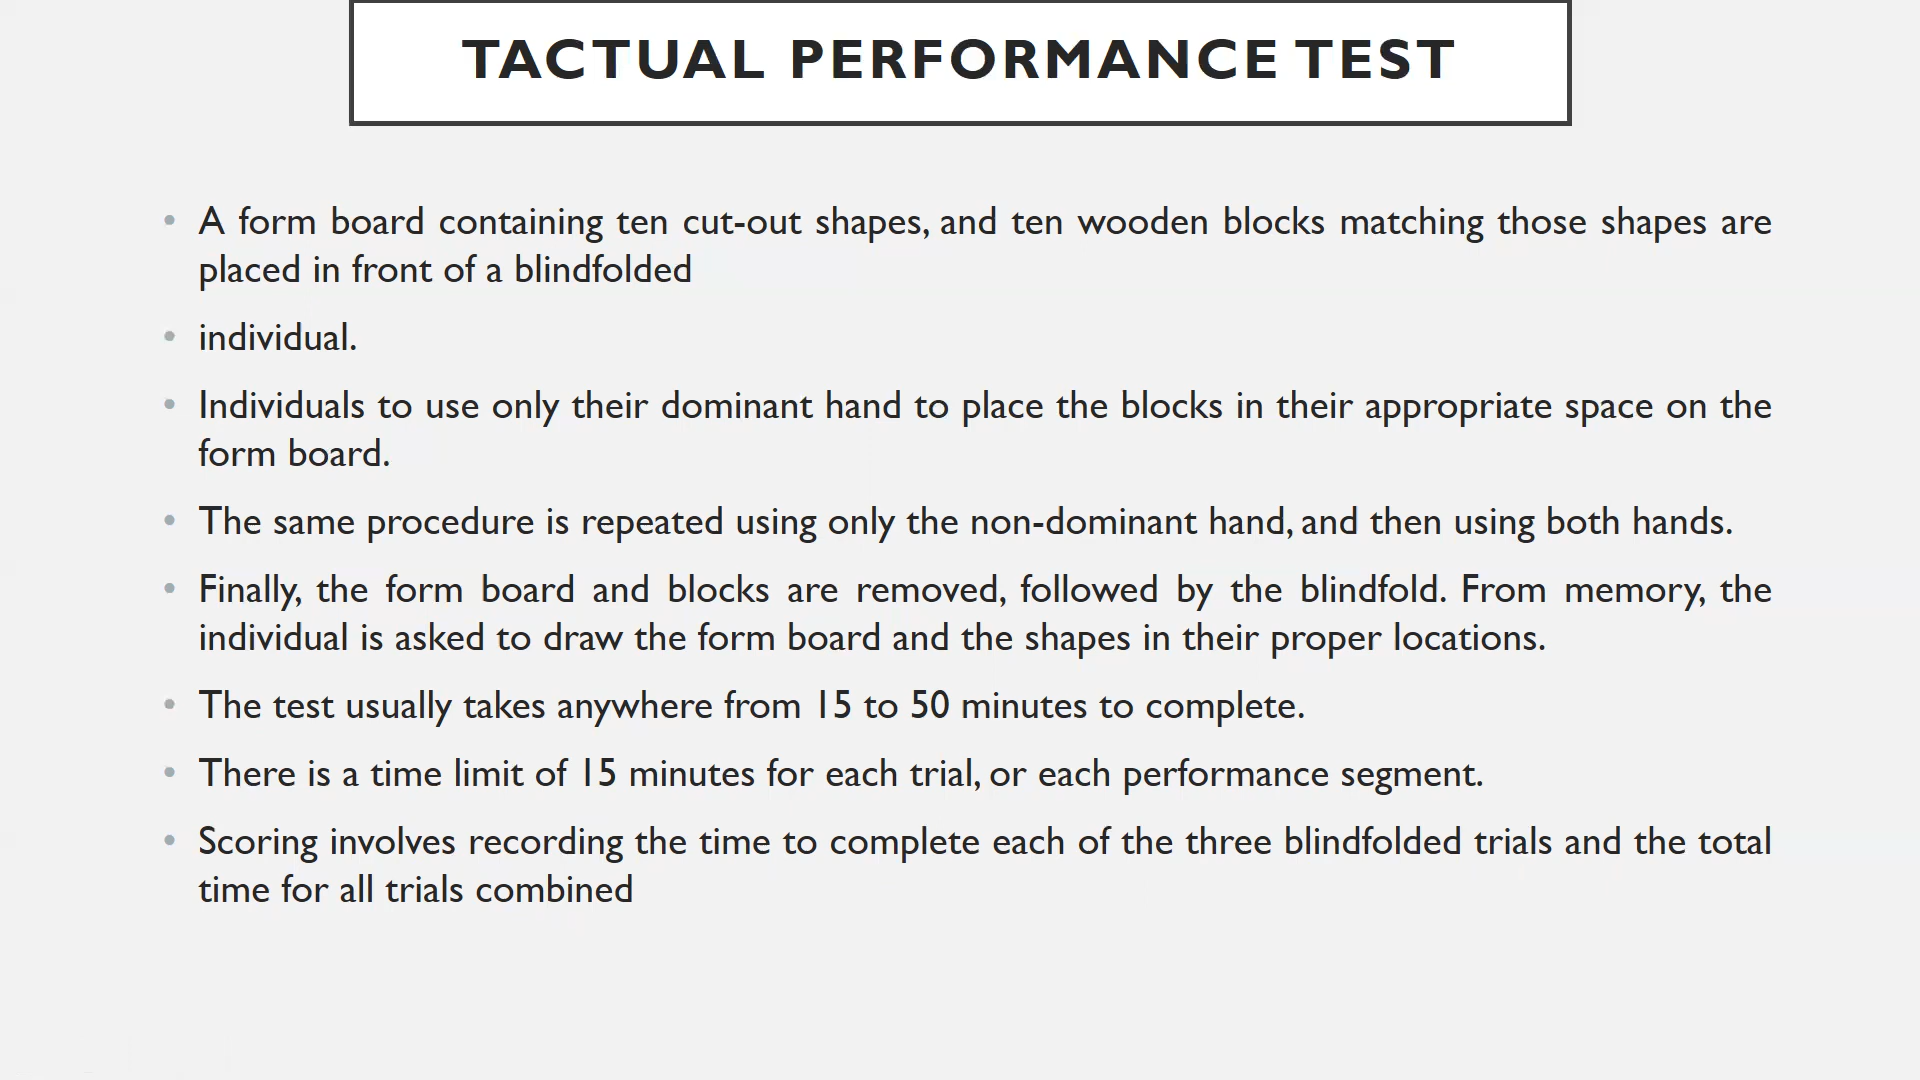 TACTUAL PERFORMANCE TEST
• A form board containing ten cut-out shapes, and ten wooden blocks matching those shapes are
placed in front of a blindfolded
• individual.
• Individuals to use only their dominant hand to place the blocks in their appropriate space on the
form board.
• The same procedure is repeated using only the non-dominant hand, and then using both hands.
• Finally, the form board and blocks are removed, followed by the blindfold. From memory, the
individual is asked to draw the form board and the shapes in their proper locations.
• The test usually takes anywhere from 15 to 50 minutes to complete.
• There is a time limit of 15 minutes for each trial, or each performance segment.
• Scoring involves recording the time to complete each of the three blindfolded trials and the total
time for all trials combined